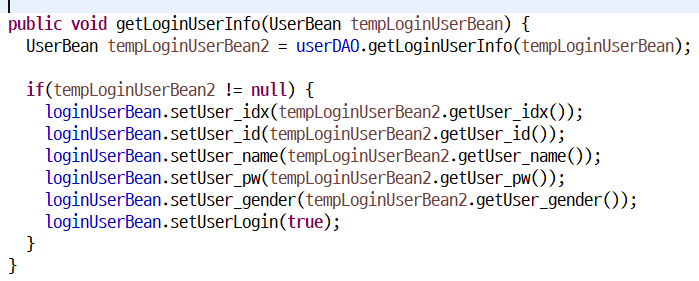 public void getLoginUserInfo(UserBean tempLoginUserBean) {
  UserBean tempLoginUserBean2 = userDAO.getLoginUserInfo(tempLoginUserBean);

  if(tempLoginUserBean2 != null) {
    loginUserBean.setUser_idx(tempLoginUserBean2.getUser_idx());
    loginUserBean.setUser_id(tempLoginUserBean2.getUser_id());
    loginUserBean.setUser_name(tempLoginUserBean2.getUser_name());
    loginUserBean.setUser_pw(tempLoginUserBean2.getUser_pw());
    loginUserBean.setUser_gender(tempLoginUserBean2.getUser_gender());
    loginUserBean.setUserLogin(true);
  }
}